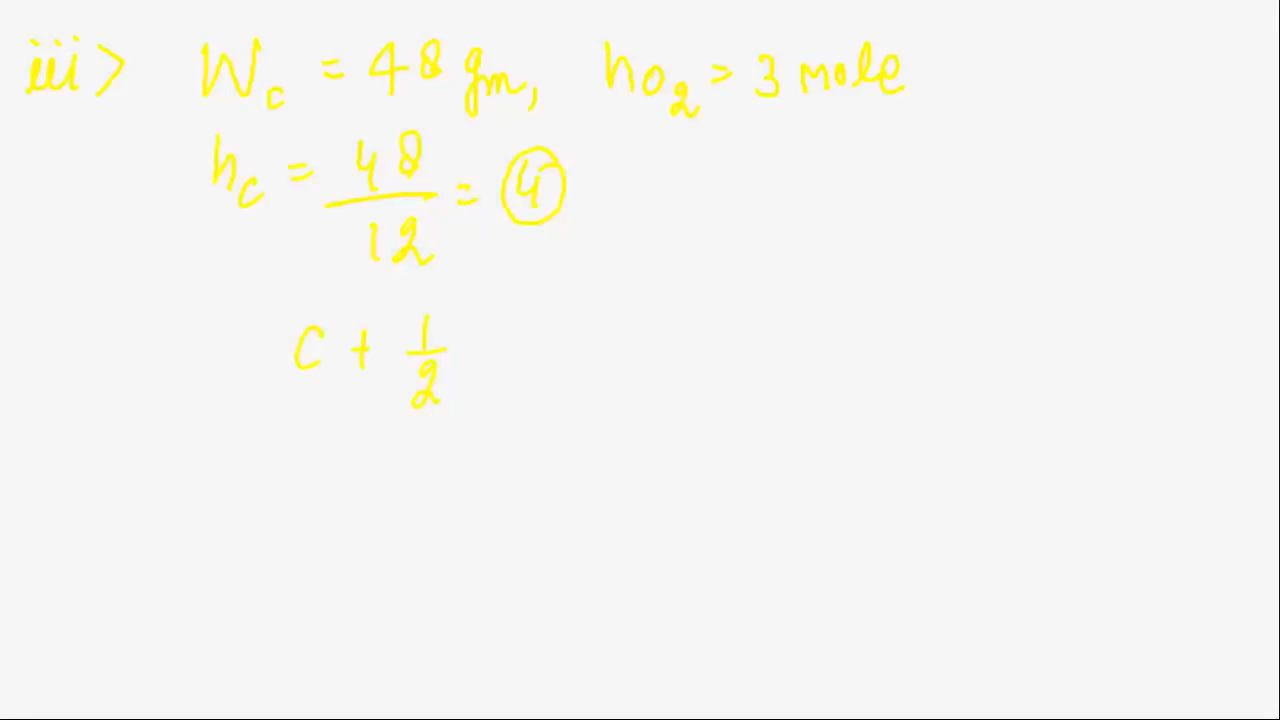 iii> W_c = 48 gm, n_O2 = 3 mole
n_c = 48/12 = 4
C + 1/2